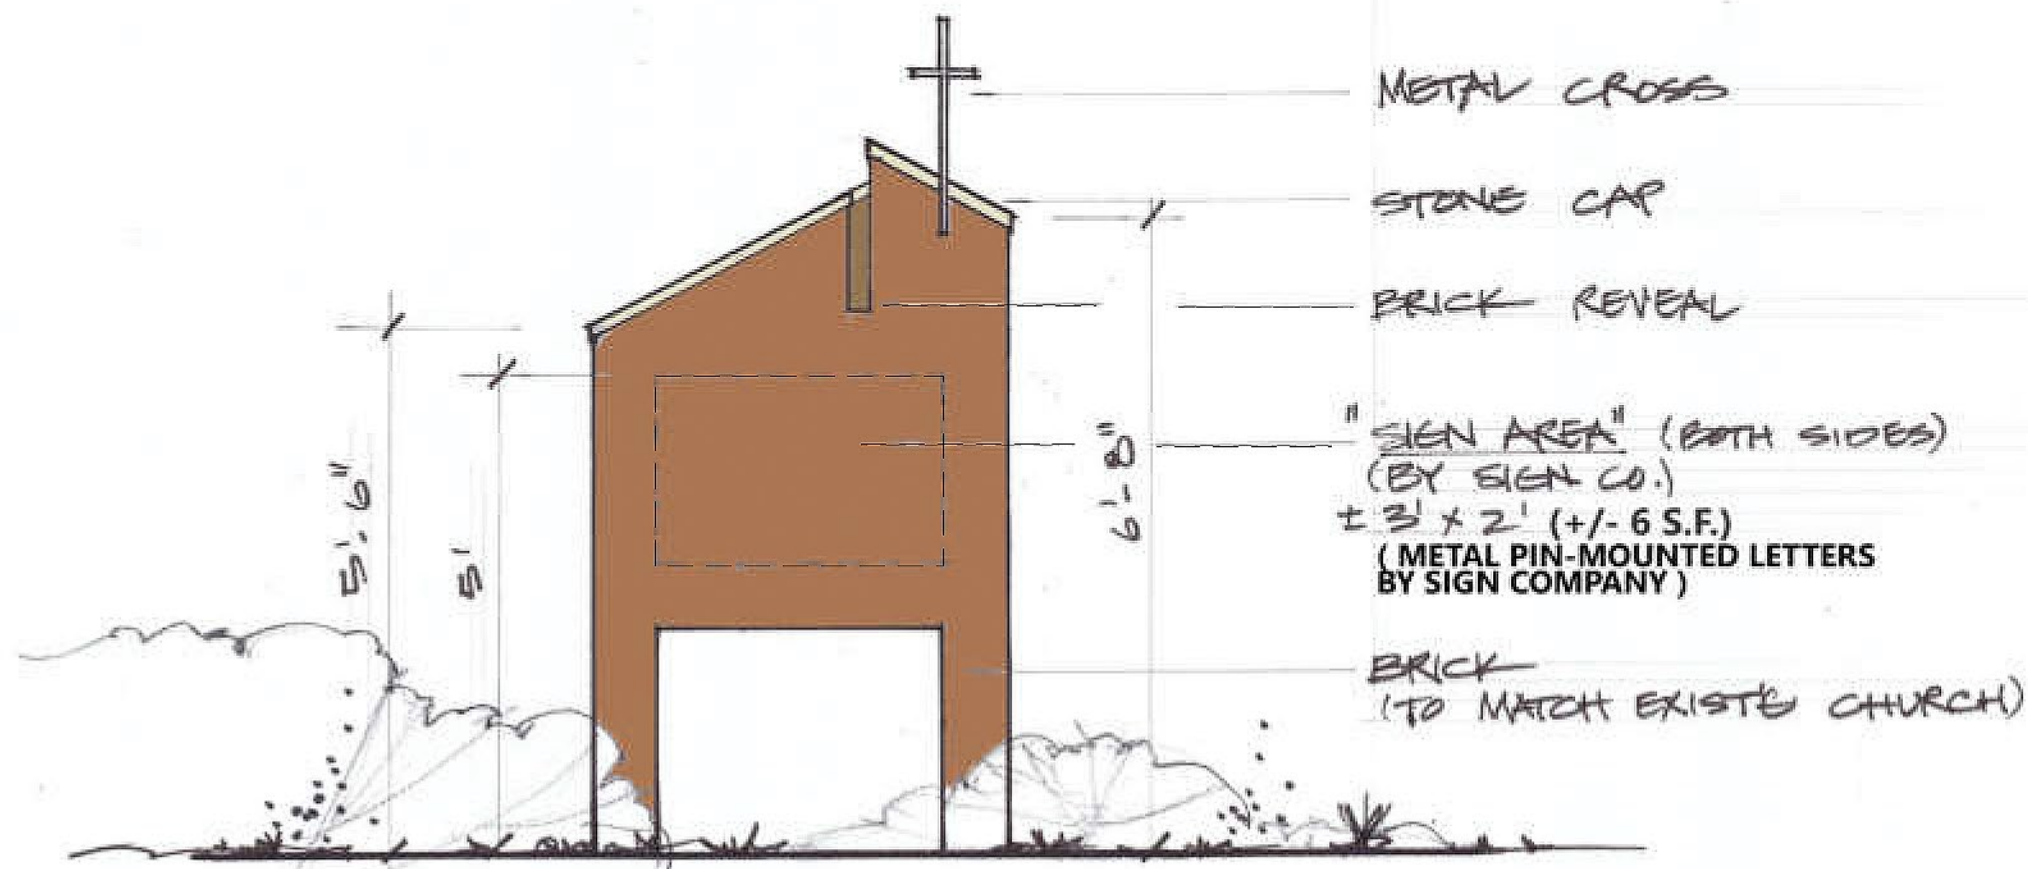 METAL CROSS
STONE CAP
BRICK REVEAL
"SIGN AREA" (BOTH SIDES)
(BY SIGN CO.)
± 3' x 2' (+/- 6 S.F.)
( METAL PIN-MOUNTED LETTERS
BY SIGN COMPANY )
BRICK
(TO MATCH EXIST'G CHURCH)
5'-6"
5'
6'-8"